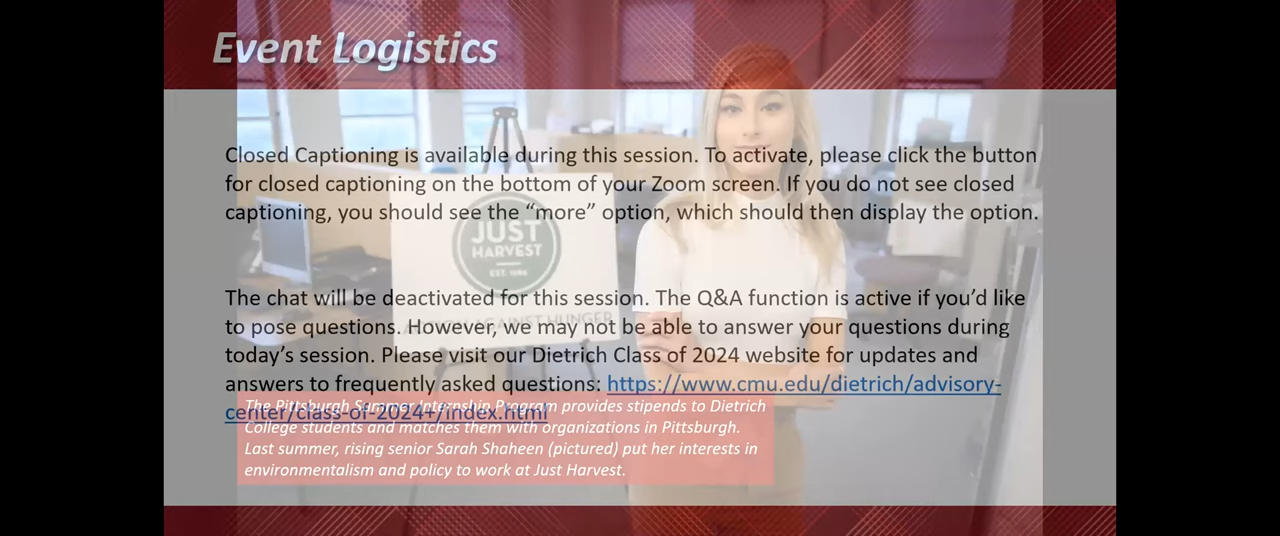 Event Logistics
Closed Captioning is available during this session. To activate, please click the button
for closed captioning on the bottom of your Zoom screen. If you do not see closed
captioning, you should see the “more” option, which should then display the option.
JUST
HARVEST
EST. 1986
ACTION AGAINST HUNGER
The chat will be deactivated for this session. The Q&A function is active if you’d like
to pose questions. However, we may not be able to answer your questions during
today’s session. Please visit our Dietrich Class of 2024 website for updates and
answers to frequently asked questions: https://www.cmu.edu/dietrich/advisory-
center/class-of-2024+/index.html
The Pittsburgh Summer Internship Program provides stipends to Dietrich
College students and matches them with organizations in Pittsburgh.
Last summer, rising senior Sarah Shaheen (pictured) put her interests in
environmentalism and policy to work at Just Harvest.